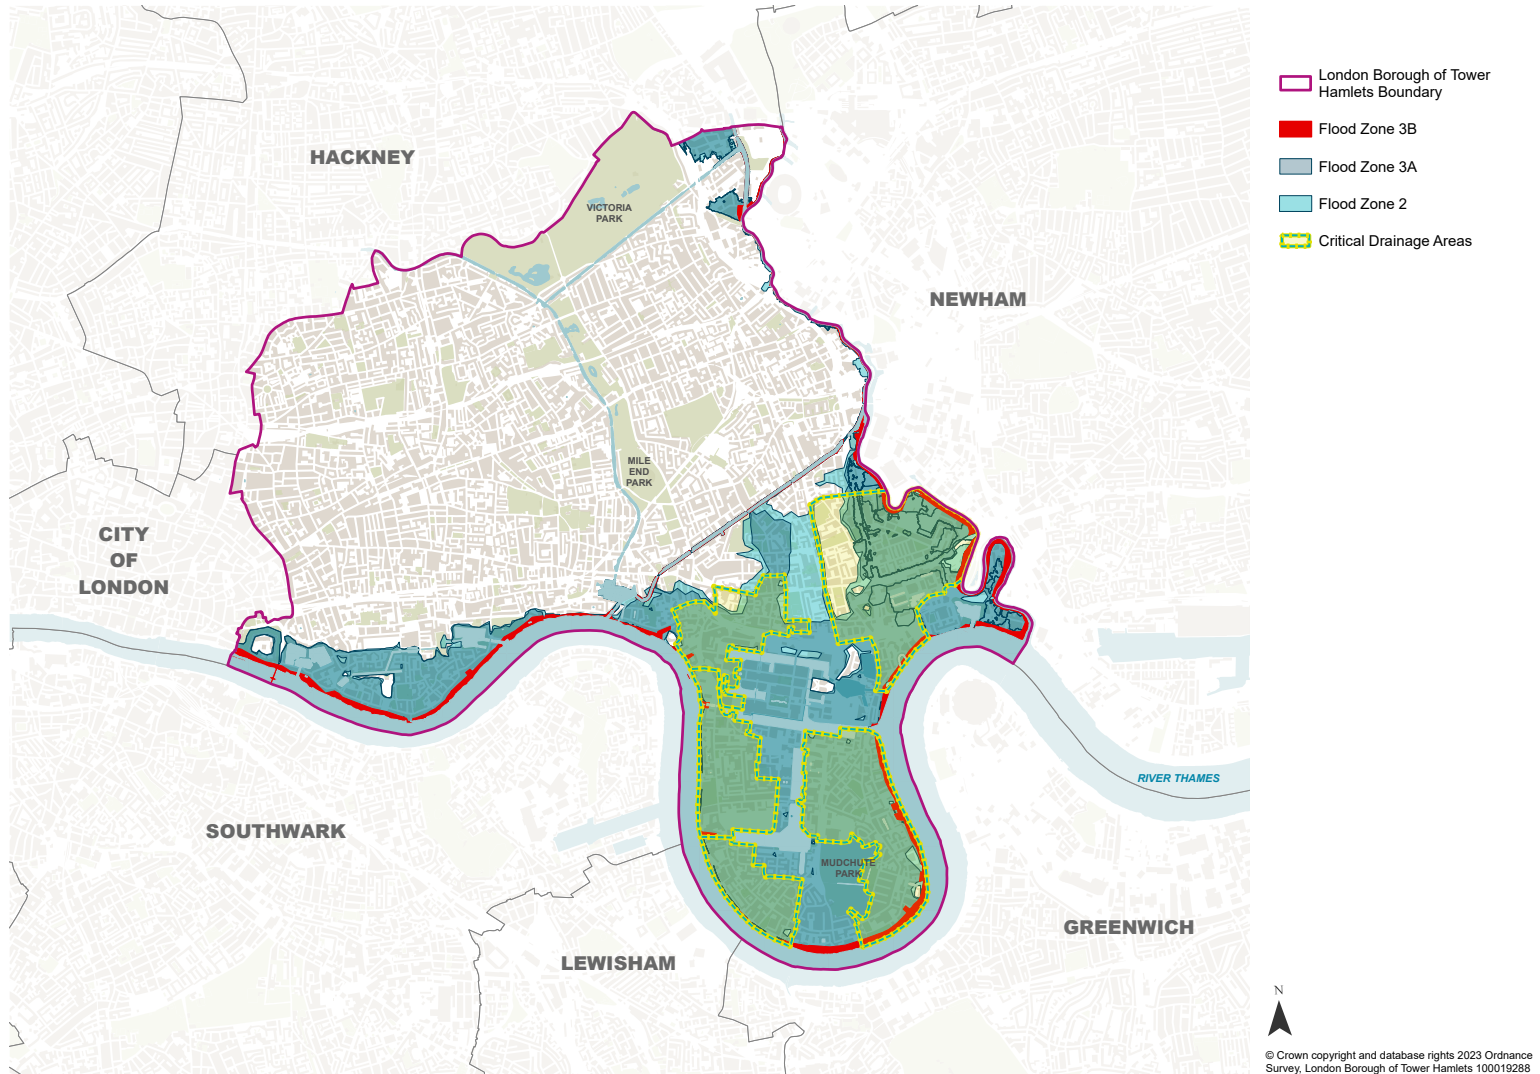 London Borough of Tower
Hamlets Boundary
Flood Zone 3B
Flood Zone 3A
Flood Zone 2
Critical Drainage Areas
HACKNEY
VICTORIA
PARK
NEWHAM
MILE
END
PARK
CITY
OF
LONDON
RIVER THAMES
SOUTHWARK
MUDCHUTE
PARK
GREENWICH
LEWISHAM
N
© Crown copyright and database rights 2023 Ordnance
Survey, London Borough of Tower Hamlets 100019288